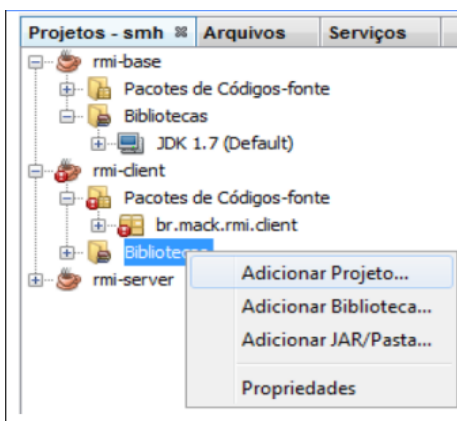 Projetos - smh Arquivos Serviços
rmi-base
Pacotes de Códigos-fonte
Bibliotecas
JDK 1.7 (Default)
rmi-client
Pacotes de Códigos-fonte
br.mack.rmi.client
Bibliotecas
rmi-server
Adicionar Projeto...
Adicionar Biblioteca...
Adicionar JAR/Pasta...
Propriedades